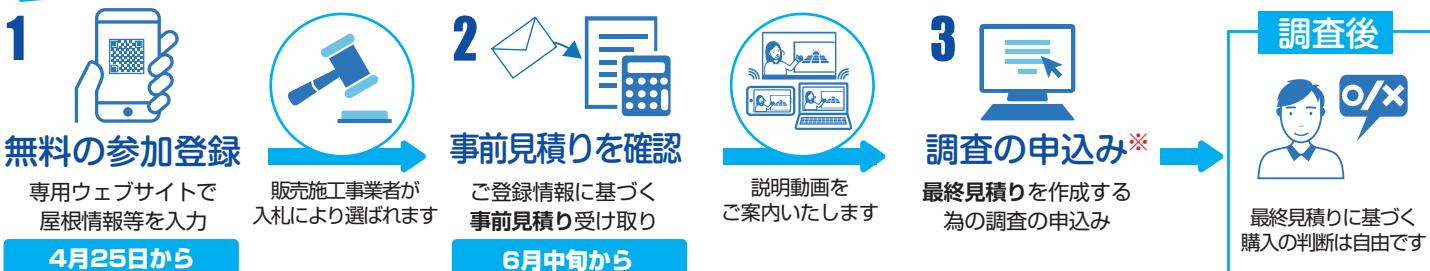 1
無料の参加登録
専用ウェブサイトで
屋根情報等を入力
4月25日から
販売施工事業者が
入札により選ばれます
2
事前見積りを確認
ご登録情報に基づく
事前見積り受け取り
6月中旬から
説明動画を
ご案内いたします
3
調査の申込み※
最終見積りを作成する
為の調査の申込み
調査後
o/×
最終見積りに基づく
購入の判断は自由です